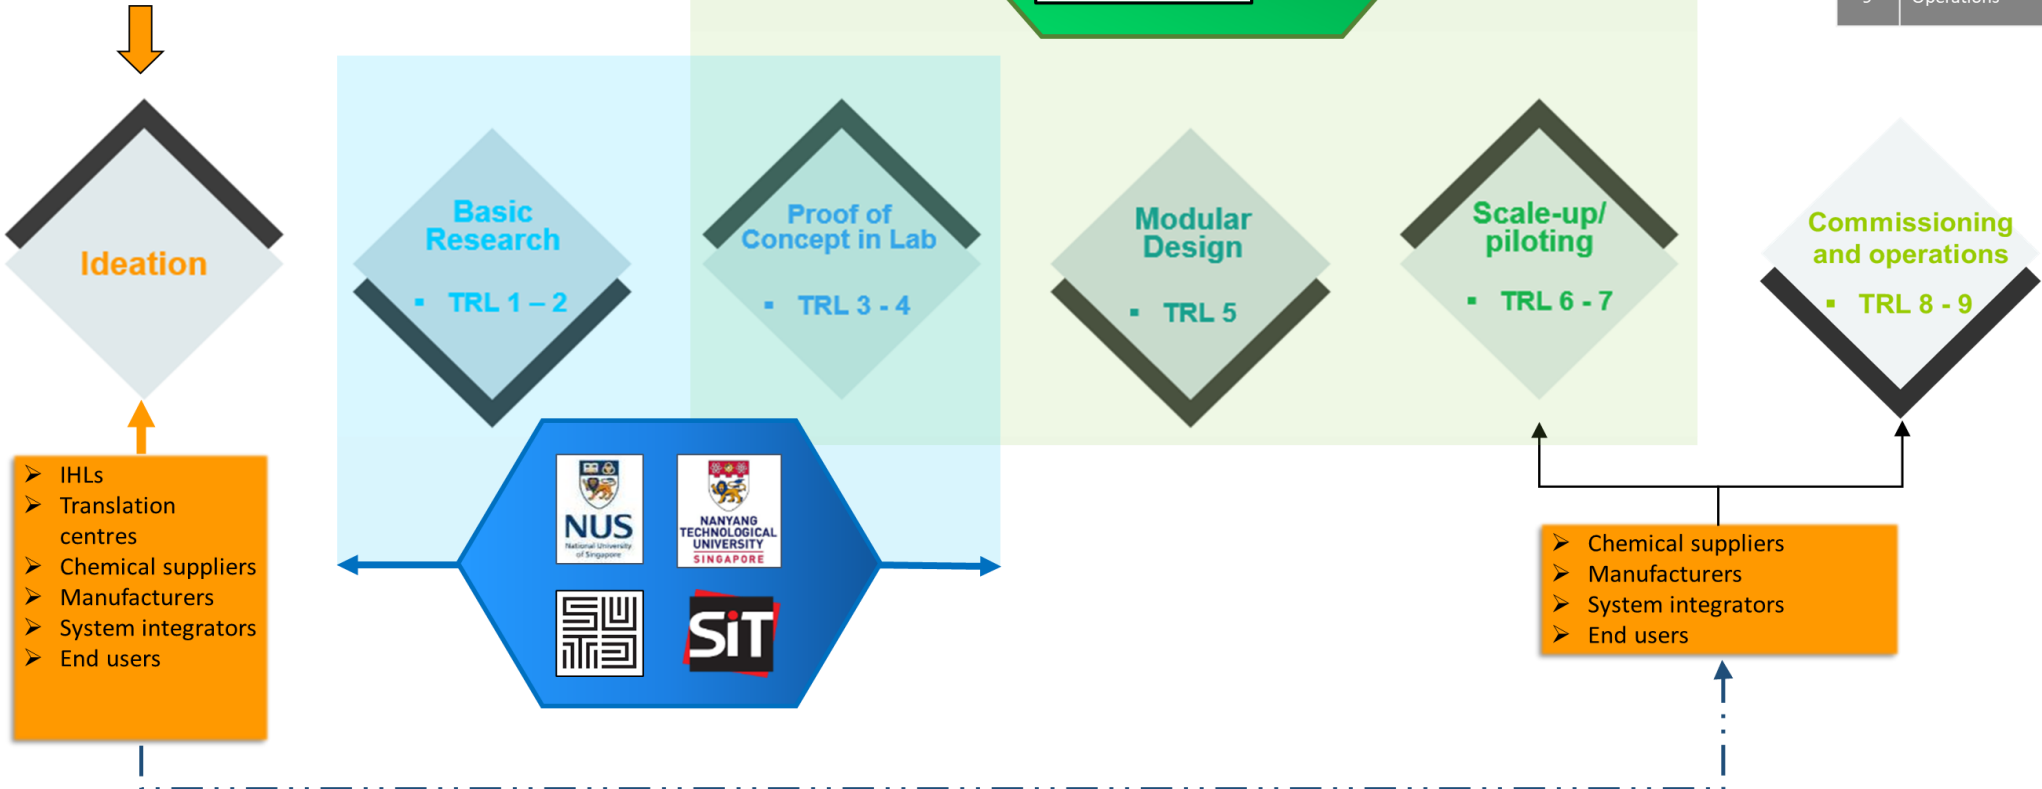 Operations
Ideation
Basic
Research
▪ TRL 1 – 2
Proof of
Concept in Lab
▪ TRL 3 - 4
Modular
Design
▪ TRL 5
Scale-up/
piloting
▪ TRL 6 - 7
Commissioning
and operations
▪ TRL 8 - 9
➢ IHLs
➢ Translation
centres
➢ Chemical suppliers
➢ Manufacturers
➢ System integrators
➢ End users
NUS
National University
of Singapore
NANYANG
TECHNOLOGICAL
UNIVERSITY
SINGAPORE
SUTD
SiT
➢ Chemical suppliers
➢ Manufacturers
➢ System integrators
➢ End users